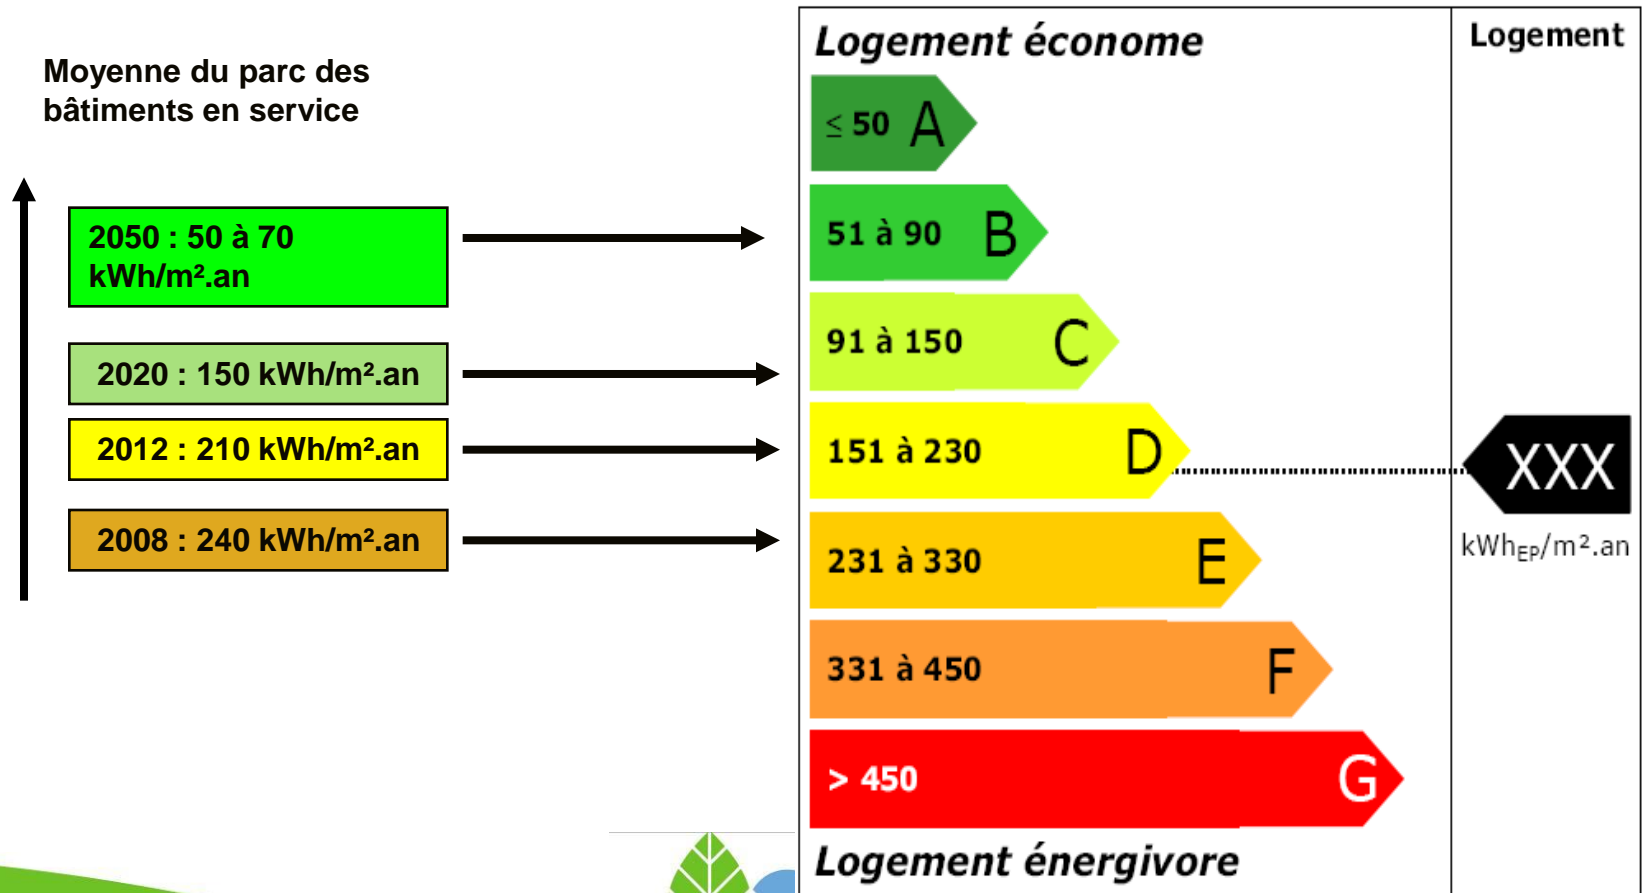 Moyenne du parc des
bâtiments en service
2050 : 50 à 70
kWh/m².an
2020 : 150 kWh/m².an
2012 : 210 kWh/m².an
2008 : 240 kWh/m².an
Logement économe
≤ 50 A
51 à 90 B
91 à 150 C
151 à 230 D
231 à 330 E
331 à 450 F
> 450 G
Logement énergivore
Logement
XXX
kWhEP/m².an